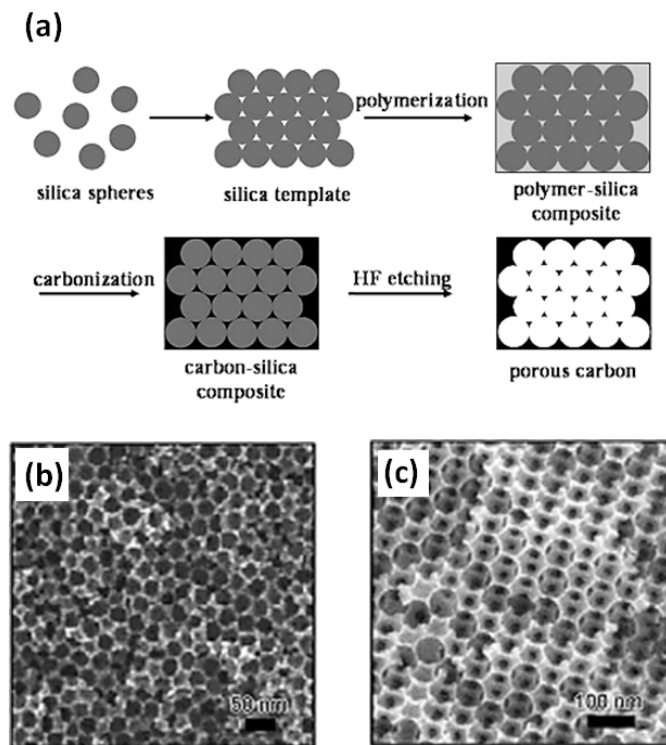 (a)
polymerization
silica spheres
silica template
polymer-silica
composite
carbonization
HF etching
carbon-silica
composite
porous carbon
(b)
(c)
50 nm
100 nm